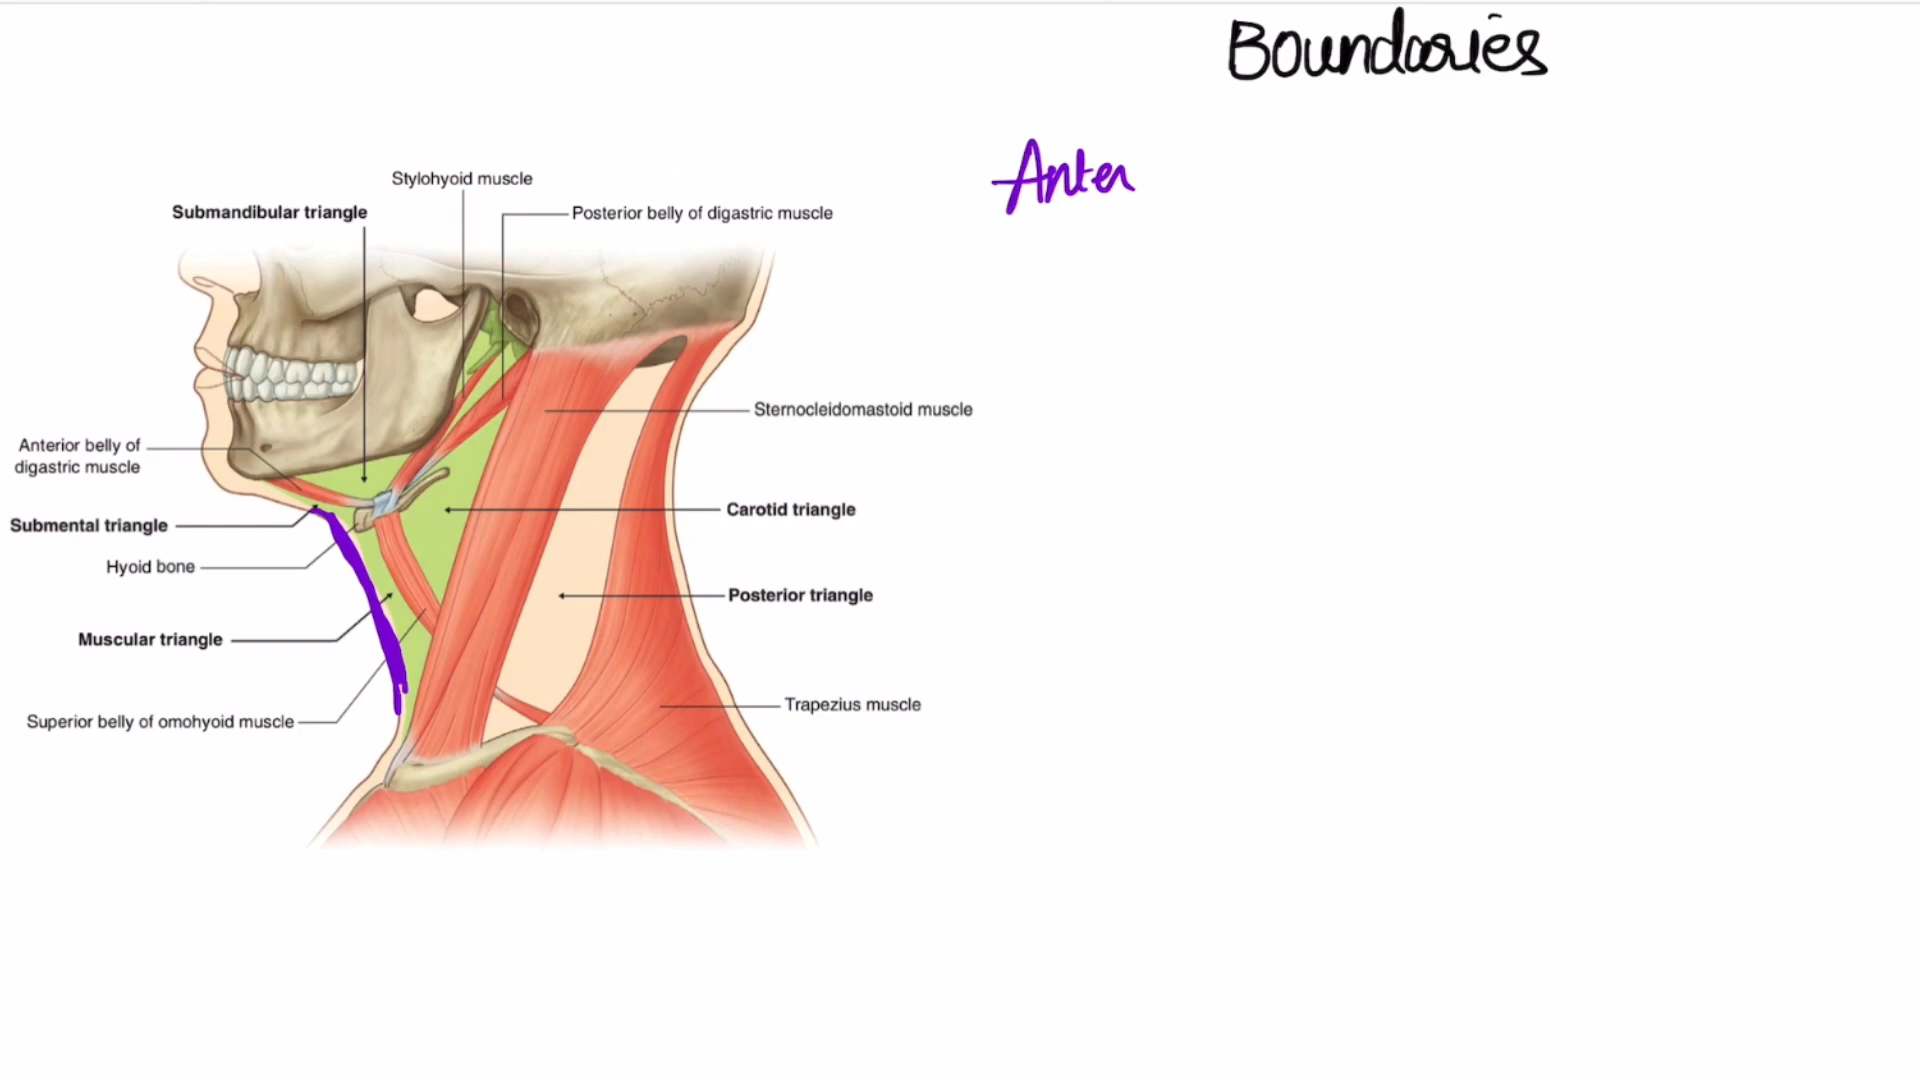 Boundaries
Anter
Stylohyoid muscle
Submandibular triangle
Posterior belly of digastric muscle
Sternocleidomastoid muscle
Anterior belly of
digastric muscle
Carotid triangle
Submental triangle
Hyoid bone
Posterior triangle
Muscular triangle
Trapezius muscle
Superior belly of omohyoid muscle